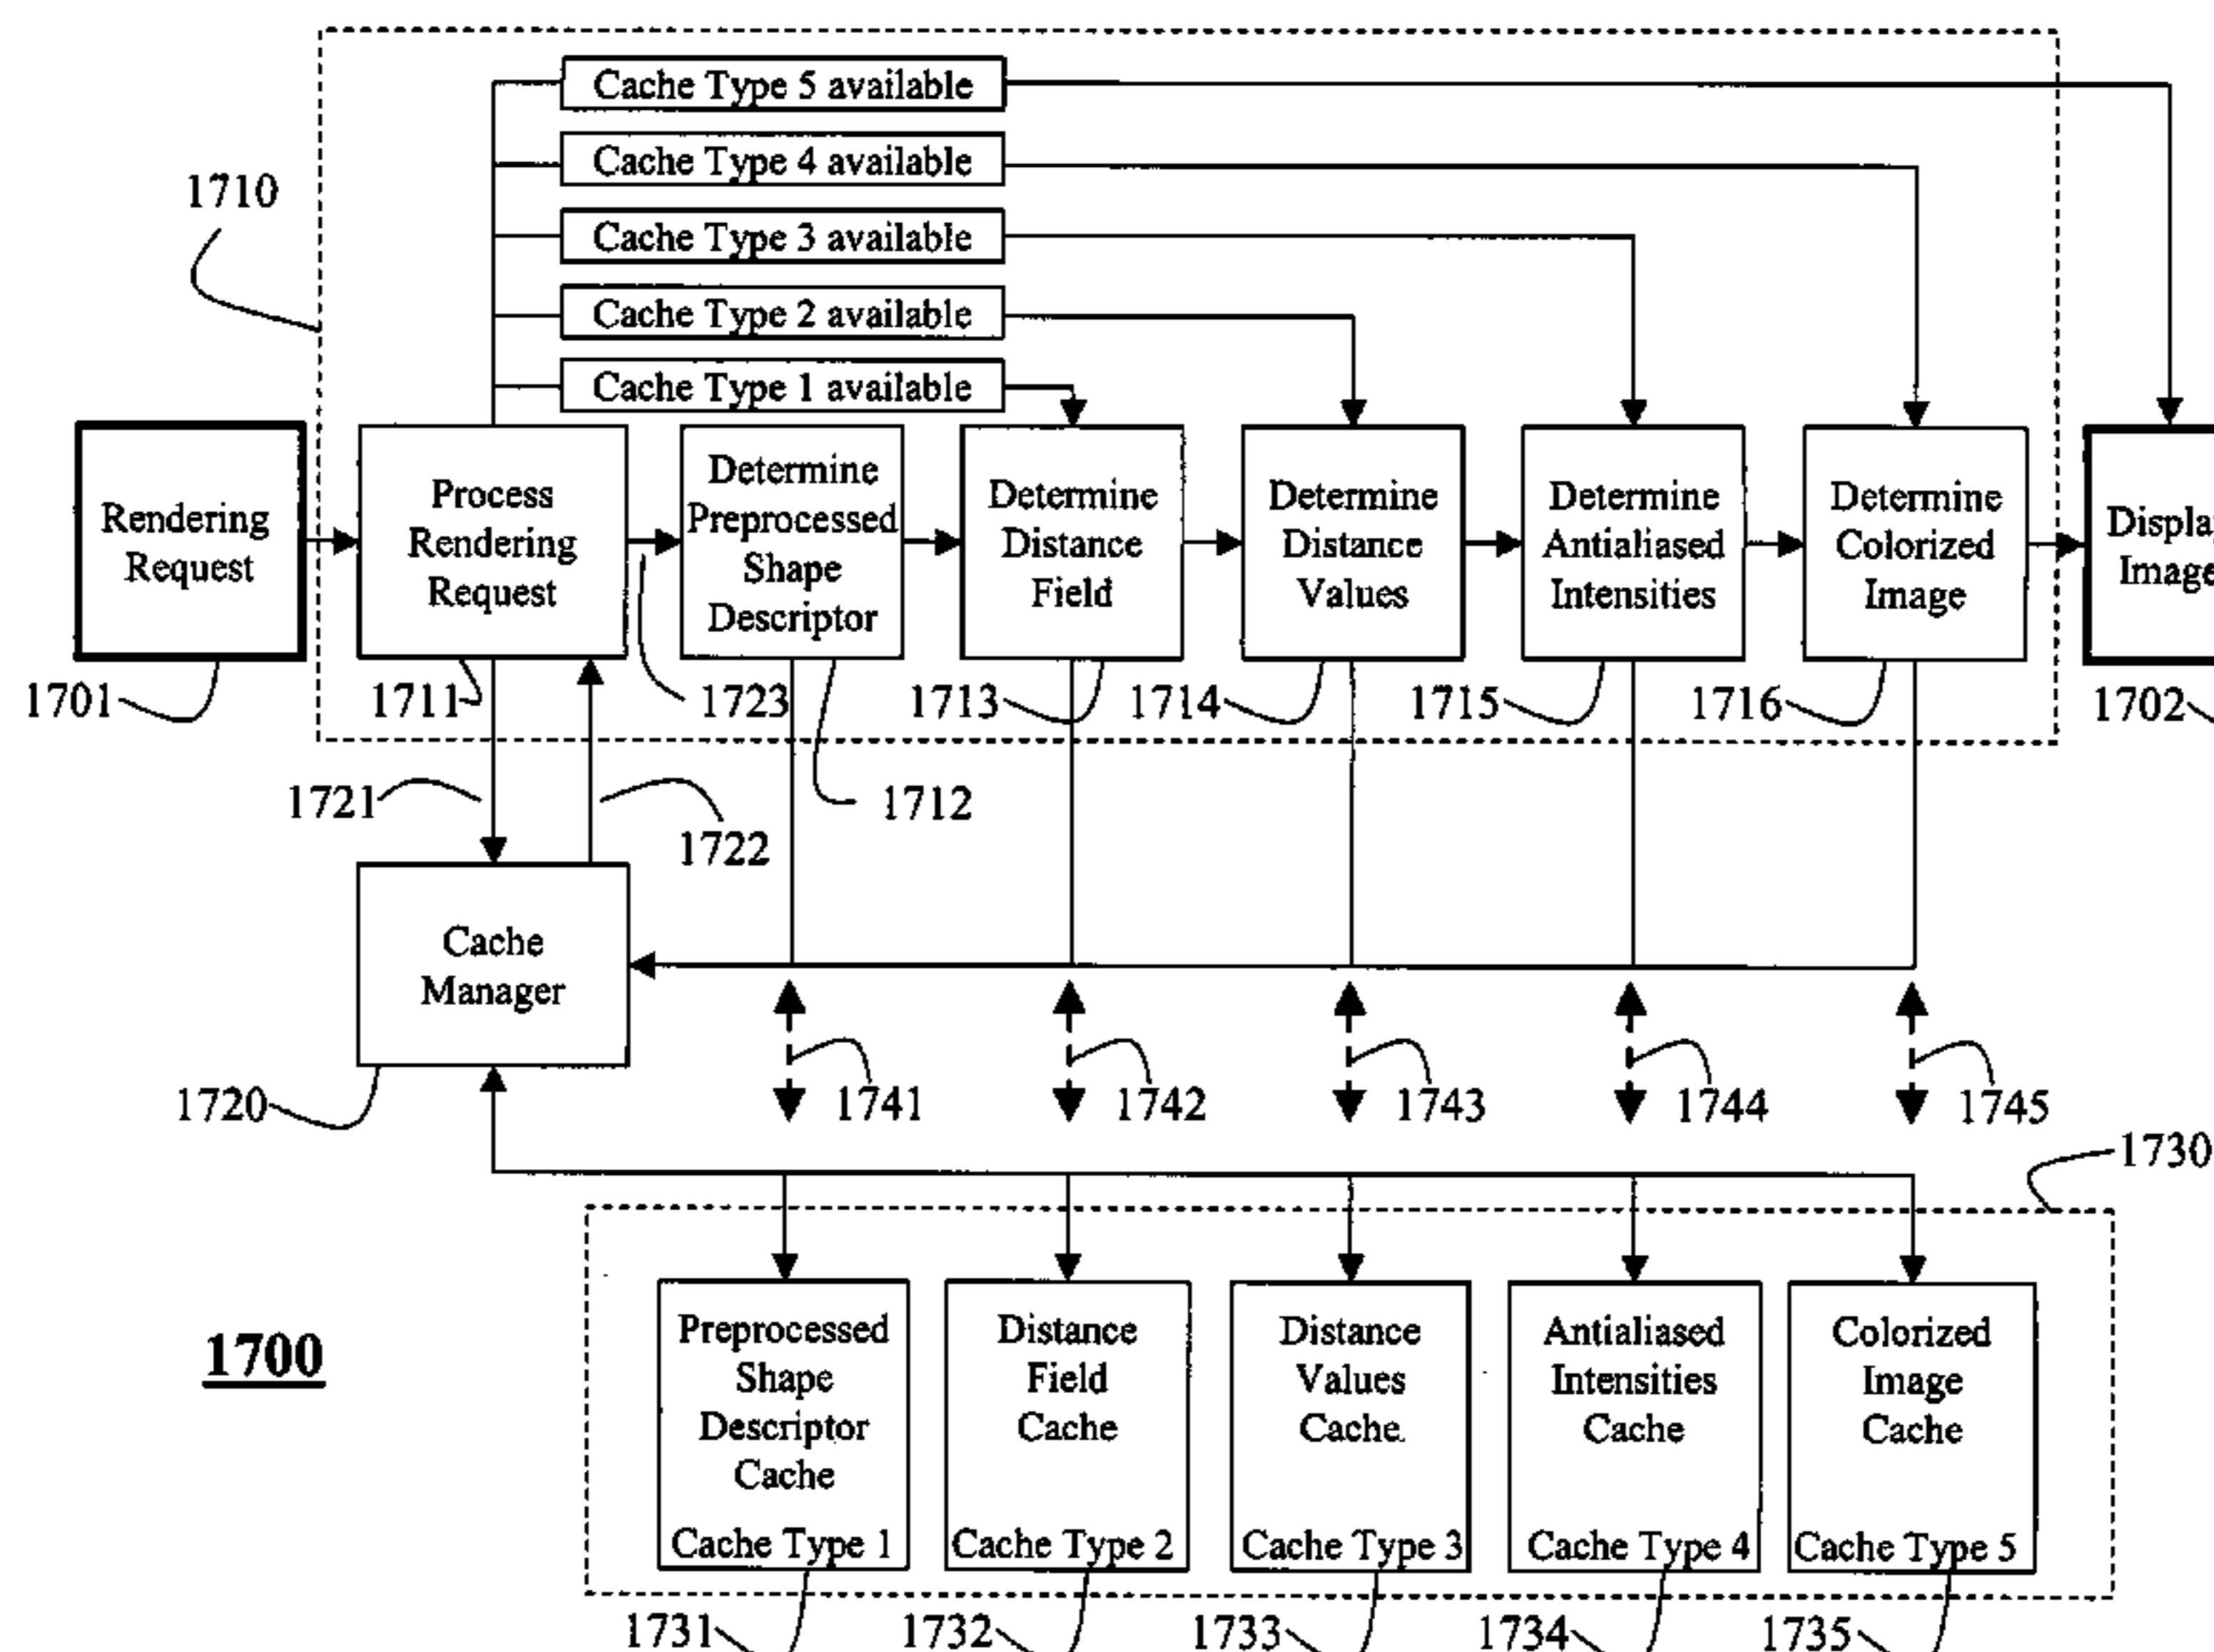 Cache Type 5 available
Cache Type 4 available
Cache Type 3 available
Cache Type 2 available
Cache Type 1 available
1710
Rendering
Request
Process
Rendering
Request
Determine
Preprocessed
Shape
Descriptor
Determine
Distance
Field
Determine
Distance
Values
Determine
Antialiased
Intensities
Determine
Colorized
Image
Image
1701
1711
1723
1713
1714
1715
1716
1702
1721
1722
1712
Cache
Manager
1720
1741
1742
1743
1744
1745
1730
1700
Preprocessed
Shape
Descriptor
Cache
Cache Type 1
Distance
Field
Cache
Cache Type 2
Distance
Values
Cache
Cache Type 3
Antialiased
Intensities
Cache
Cache Type 4
Colorized
Image
Cache
Cache Type 5
1731
1732
1733
1734
1735